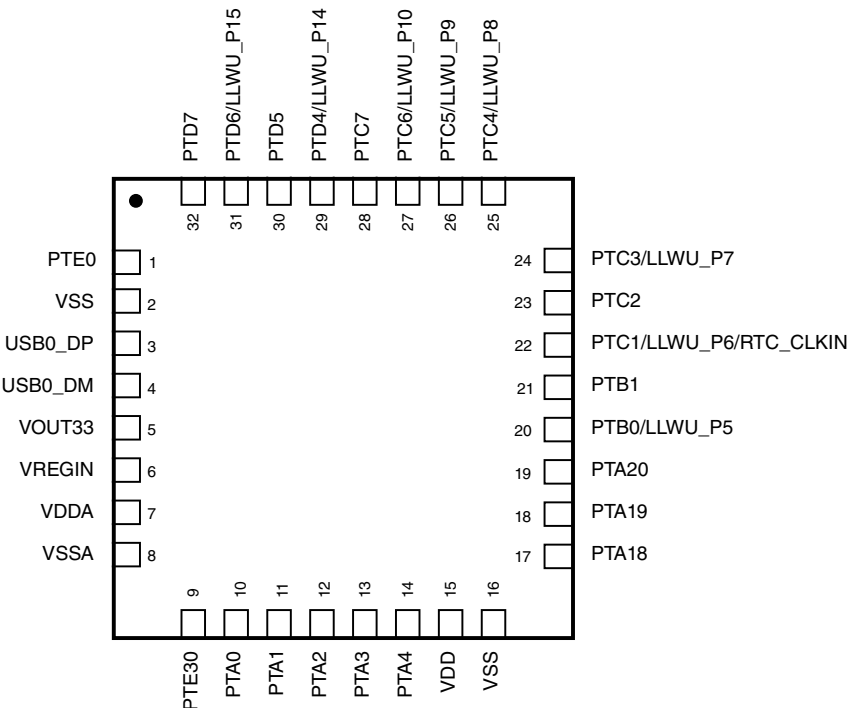 PTD7
PTD6/LLWU_P15
PTD5
PTD4/LLWU_P14
PTC7
PTC6/LLWU_P10
PTC5/LLWU_P9
PTC4/LLWU_P8
32
31
30
29
28
27
26
25
PTE0 1
VSS 2
USB0_DP 3
USB0_DM 4
VOUT33 5
VREGIN 6
VDDA 7
VSSA 8
24 PTC3/LLWU_P7
23 PTC2
22 PTC1/LLWU_P6/RTC_CLKIN
21 PTB1
20 PTB0/LLWU_P5
19 PTA20
18 PTA19
17 PTA18
9
10
11
12
13
14
15
16
PTE30
PTA0
PTA1
PTA2
PTA3
PTA4
VDD
VSS